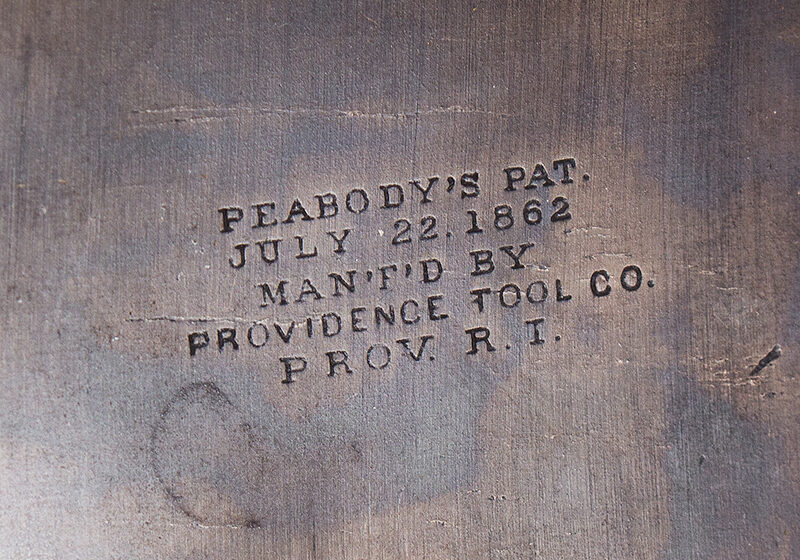 PEABODY'S PAT.
JULY 22. 1862
MAN'F'D BY
PROVIDENCE TOOL CO.
PROV. R. I.